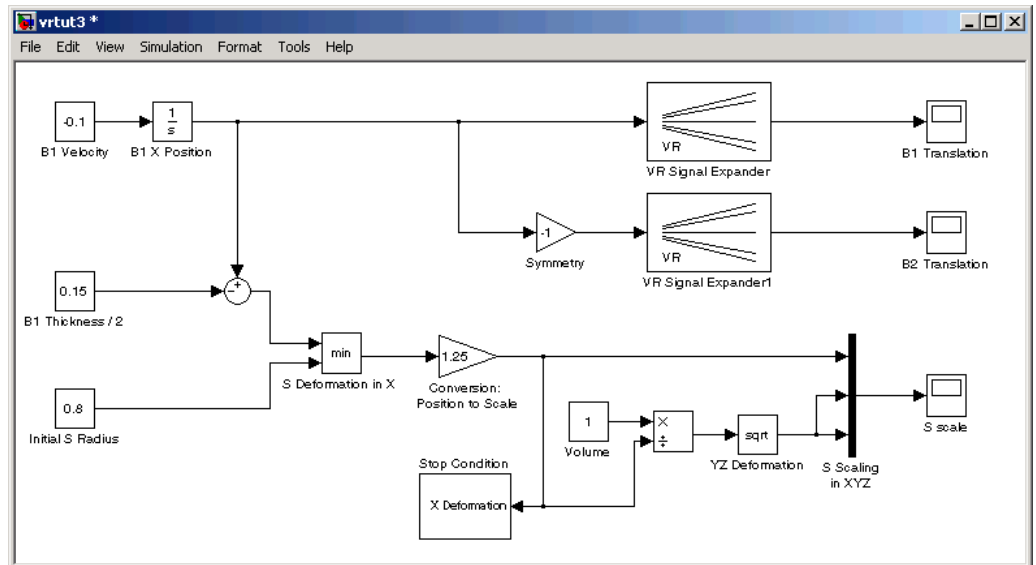 vrtut3 *
File Edit View Simulation Format Tools Help
-0.1
B1 Velocity
1
s
B1 X Position
VR
VR Signal Expander
B1 Translation
-1
Symmetry
VR
VR Signal Expander1
B2 Translation
0.15
B1 Thickness / 2
- +
min
S Deformation in X
0.8
Initial S Radius
1.25
Conversion:
Position to Scale
1
Volume
×
÷
sqrt
YZ Deformation
S Scaling
in XYZ
S scale
Stop Condition
X Deformation